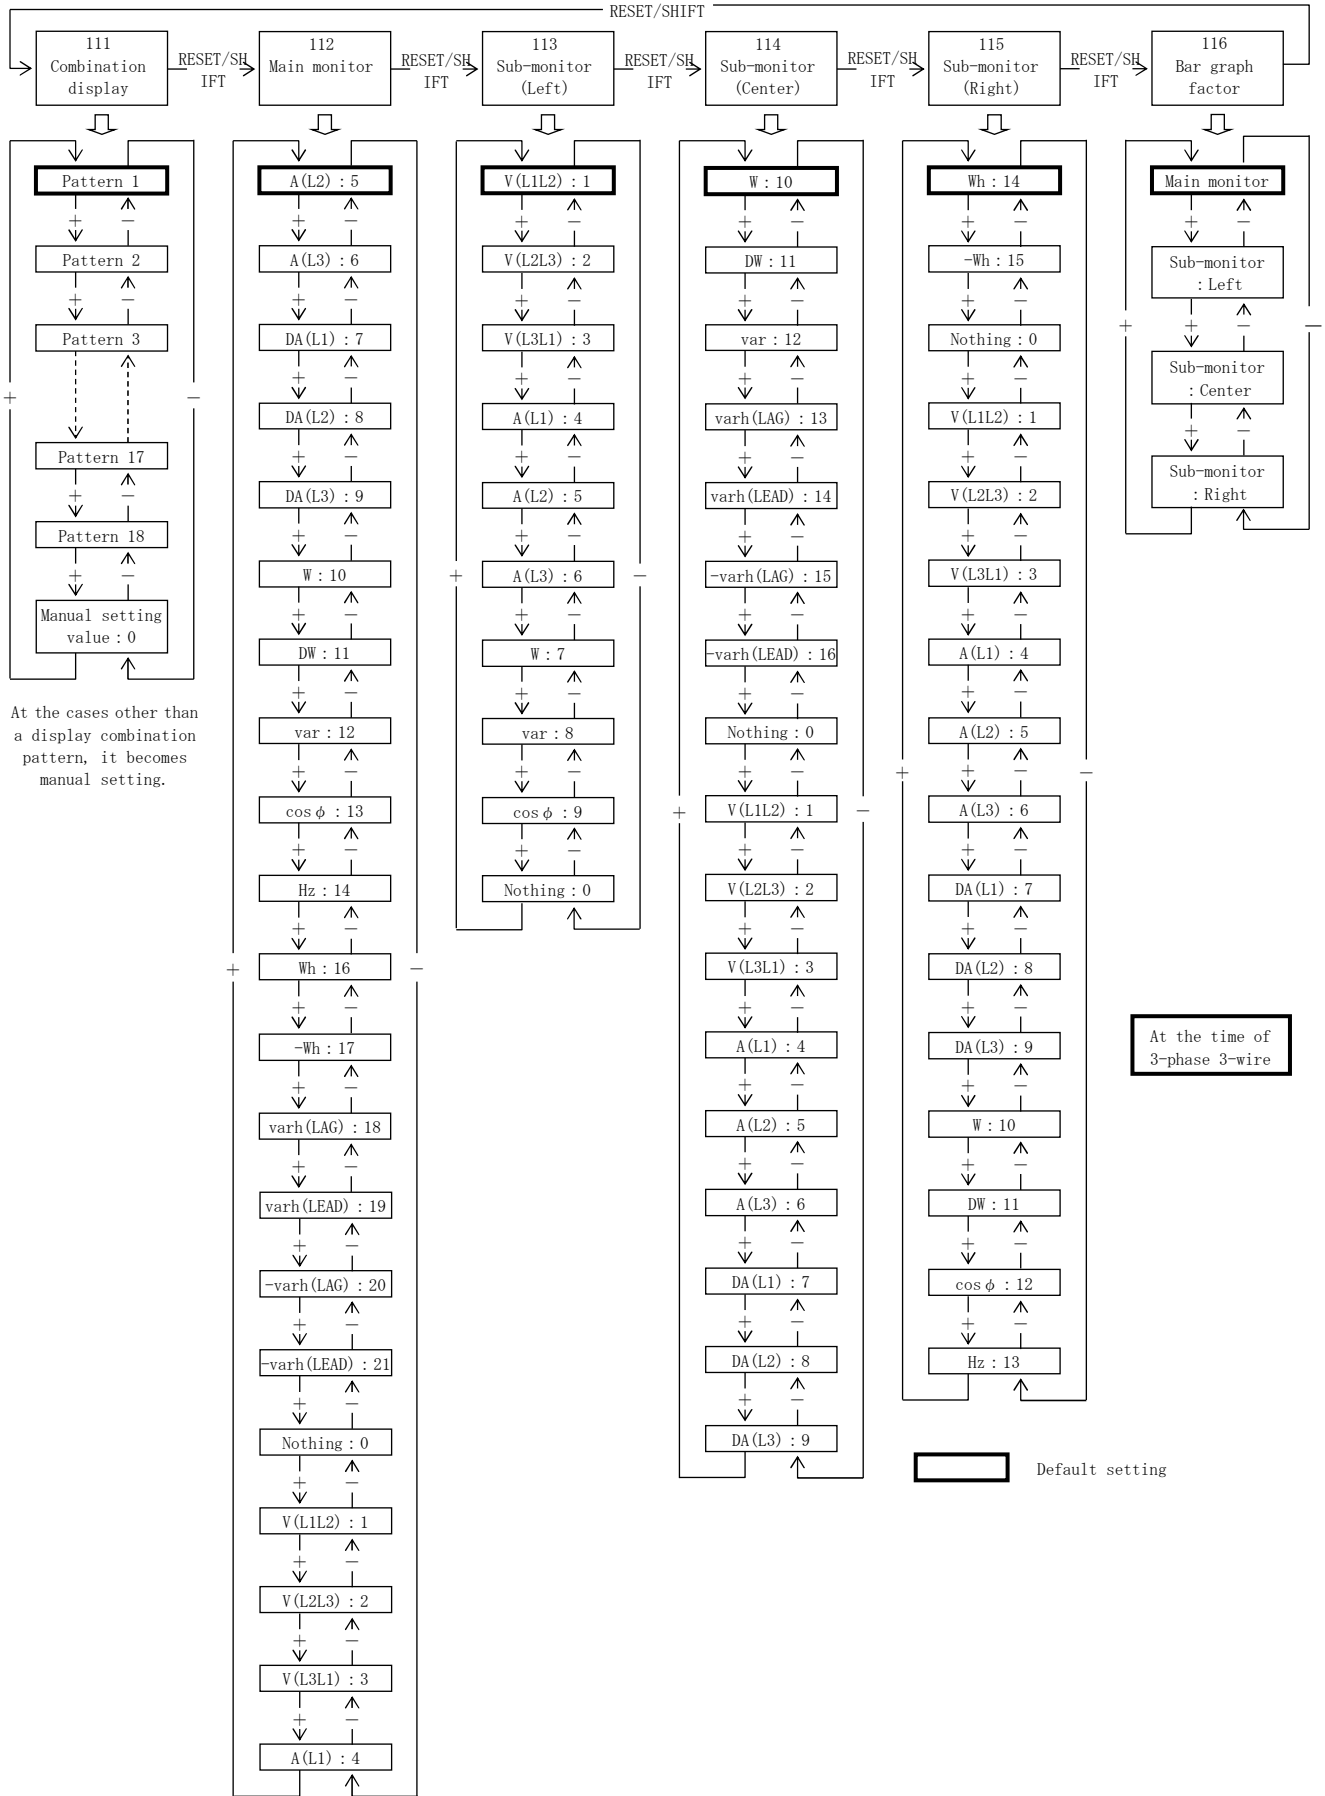 RESET/SHIFT
111
Combination
display
RESET/SH
IFT
112
Main monitor
RESET/SH
IFT
113
Sub-monitor
(Left)
RESET/SH
IFT
114
Sub-monitor
(Center)
RESET/SH
IFT
115
Sub-monitor
(Right)
RESET/SH
IFT
116
Bar graph
factor
Pattern 1
+ −
Pattern 2
+ −
Pattern 3
+ −
Pattern 17
+ −
Pattern 18
+ −
Manual setting
value : 0
At the cases other than
a display combination
pattern, it becomes
manual setting.
A(L2) : 5
+ −
A(L3) : 6
+ −
DA(L1) : 7
+ −
DA(L2) : 8
+ −
DA(L3) : 9
+ −
W : 10
+ −
DW : 11
+ −
var : 12
+ −
cosφ : 13
+ −
Hz : 14
+ −
+ Wh : 16 −
+ −
-Wh : 17
+ −
varh(LAG) : 18
+ −
varh(LEAD) : 19
+ −
-varh(LAG) : 20
+ −
-varh(LEAD) : 21
+ −
Nothing : 0
+ −
V(L1L2) : 1
+ −
V(L2L3) : 2
+ −
V(L3L1) : 3
+ −
A(L1) : 4
V(L1L2) : 1
+ −
V(L2L3) : 2
+ −
V(L3L1) : 3
+ −
A(L1) : 4
+ −
A(L2) : 5
+ −
+ A(L3) : 6 −
+ −
W : 7
+ −
var : 8
+ −
cosφ : 9
+ −
Nothing : 0
W : 10
+ −
DW : 11
+ −
var : 12
+ −
varh(LAG) : 13
+ −
varh(LEAD) : 14
+ −
-varh(LAG) : 15
+ −
-varh(LEAD) : 16
+ −
Nothing : 0
+ −
+ V(L1L2) : 1 −
+ −
V(L2L3) : 2
+ −
V(L3L1) : 3
+ −
A(L1) : 4
+ −
A(L2) : 5
+ −
A(L3) : 6
+ −
DA(L1) : 7
+ −
DA(L2) : 8
+ −
DA(L3) : 9
Wh : 14
+ −
-Wh : 15
+ −
Nothing : 0
+ −
V(L1L2) : 1
+ −
V(L2L3) : 2
+ −
V(L3L1) : 3
+ −
A(L1) : 4
+ −
A(L2) : 5
+ + − −
A(L3) : 6
+ −
DA(L1) : 7
+ −
DA(L2) : 8
+ −
DA(L3) : 9
+ −
W : 10
+ −
DW : 11
+ −
cosφ : 12
+ −
Hz : 13
Main monitor
+ −
Sub-monitor
: Left
+ + − −
Sub-monitor
: Center
+ −
Sub-monitor
: Right
At the time of
3-phase 3-wire
Default setting